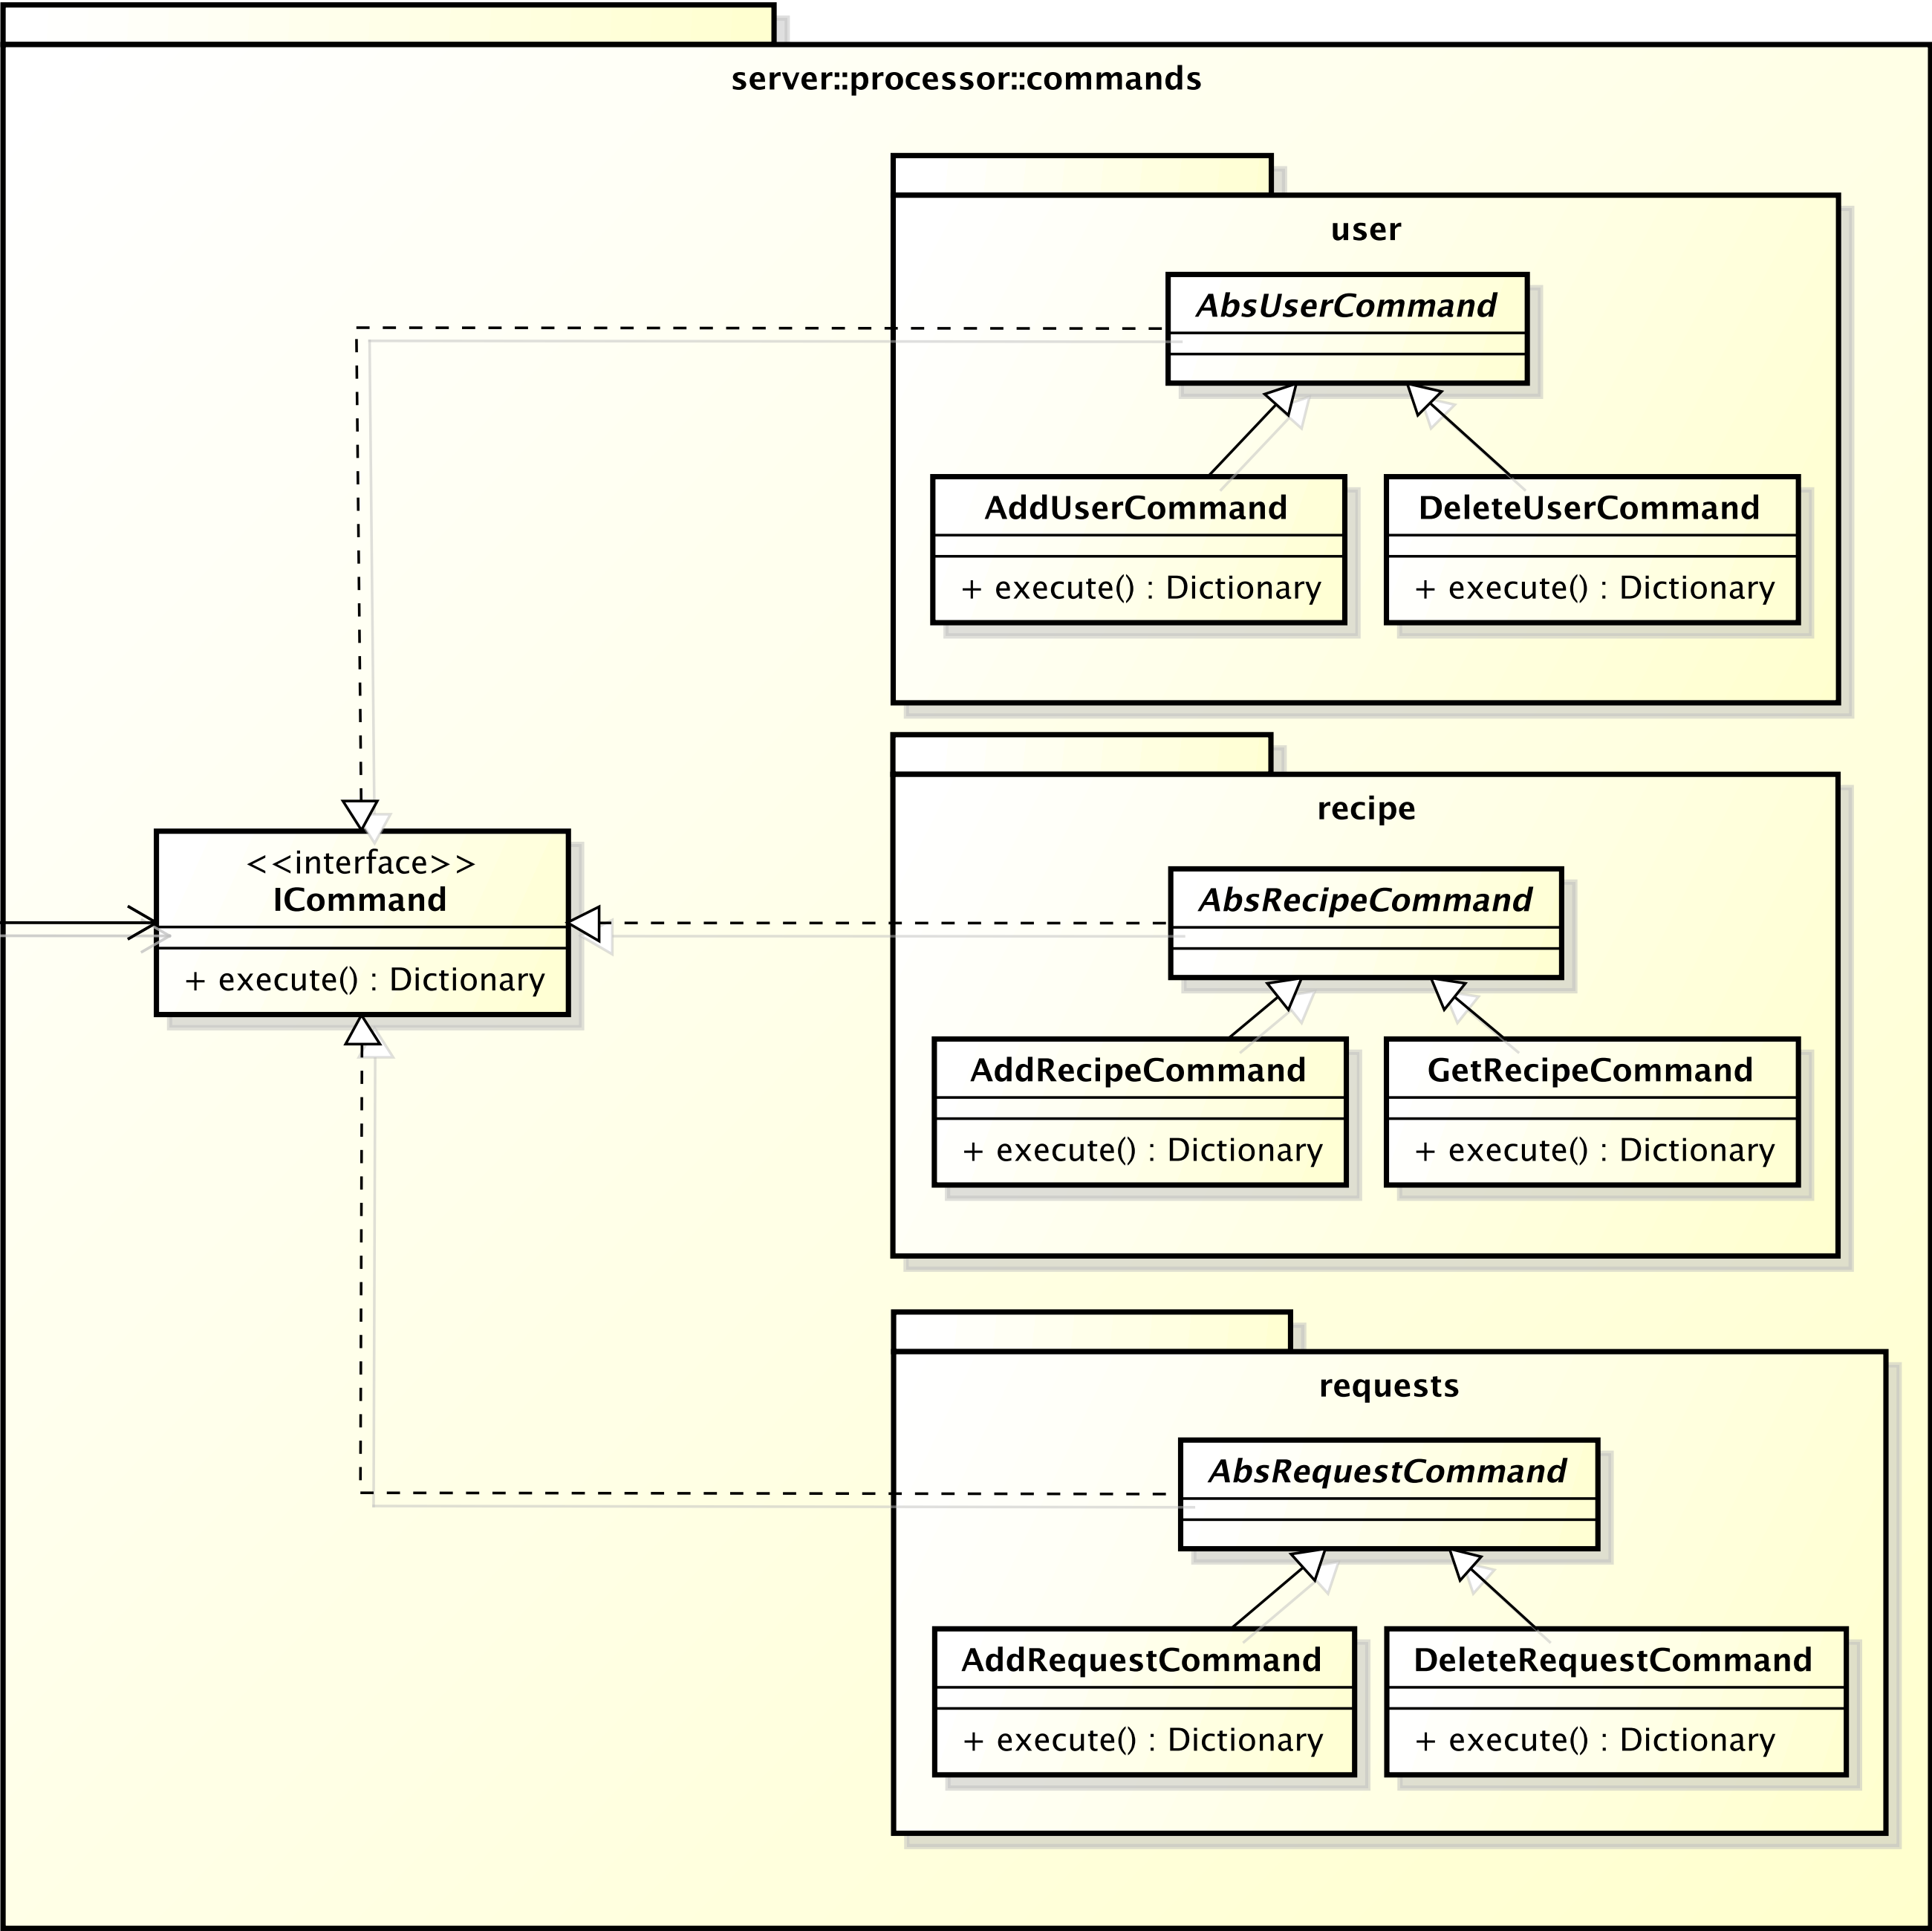 server::processor::commands
user
AbsUserCommand
AddUserCommand
+ execute() : Dictionary
DeleteUserCommand
+ execute() : Dictionary
<<interface>>
ICommand
+ execute() : Dictionary
recipe
AbsRecipeCommand
AddRecipeCommand
+ execute() : Dictionary
GetRecipeCommand
+ execute() : Dictionary
requests
AbsRequestCommand
AddRequestCommand
+ execute() : Dictionary
DeleteRequestCommand
+ execute() : Dictionary